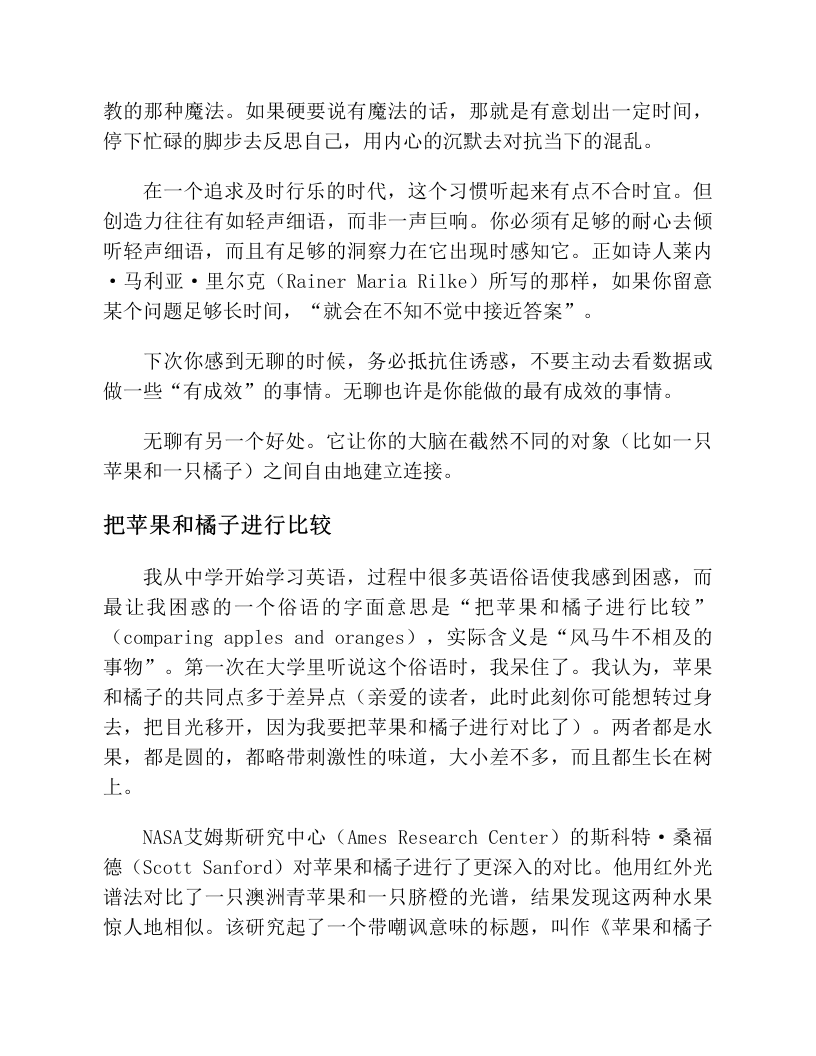 教的那种魔法。如果硬要说有魔法的话，那就是有意划出一定时间，
停下忙碌的脚步去反思自己，用内心的沉默去对抗当下的混乱。
在一个追求及时行乐的时代，这个习惯听起来有点不合时宜。但
创造力往往有如轻声细语，而非一声巨响。你必须有足够的耐心去倾
听轻声细语，而且有足够的洞察力在它出现时感知它。正如诗人莱内
·马利亚·里尔克（Rainer Maria Rilke）所写的那样，如果你留意
某个问题足够长时间，“就会在不知不觉中接近答案”。
下次你感到无聊的时候，务必抵抗住诱惑，不要主动去看数据或
做一些“有成效”的事情。无聊也许是你能做的最有成效的事情。
无聊有另一个好处。它让你的大脑在截然不同的对象（比如一只
苹果和一只橘子）之间自由地建立连接。
把苹果和橘子进行比较
我从中学开始学习英语，过程中很多英语俗语使我感到困惑，而
最让我困惑的一个俗语的字面意思是“把苹果和橘子进行比较”
（comparing apples and oranges），实际含义是“风马牛不相及的
事物”。第一次在大学里听说这个俗语时，我呆住了。我认为，苹果
和橘子的共同点多于差异点（亲爱的读者，此时此刻你可能想转过身
去，把目光移开，因为我要把苹果和橘子进行对比了）。两者都是水
果，都是圆的，都略带刺激性的味道，大小差不多，而且都生长在树
上。
NASA艾姆斯研究中心（Ames Research Center）的斯科特·桑福
德（Scott Sanford）对苹果和橘子进行了更深入的对比。他用红外光
谱法对比了一只澳洲青苹果和一只脐橙的光谱，结果发现这两种水果
惊人地相似。该研究起了一个带嘲讽意味的标题，叫作《苹果和橘子